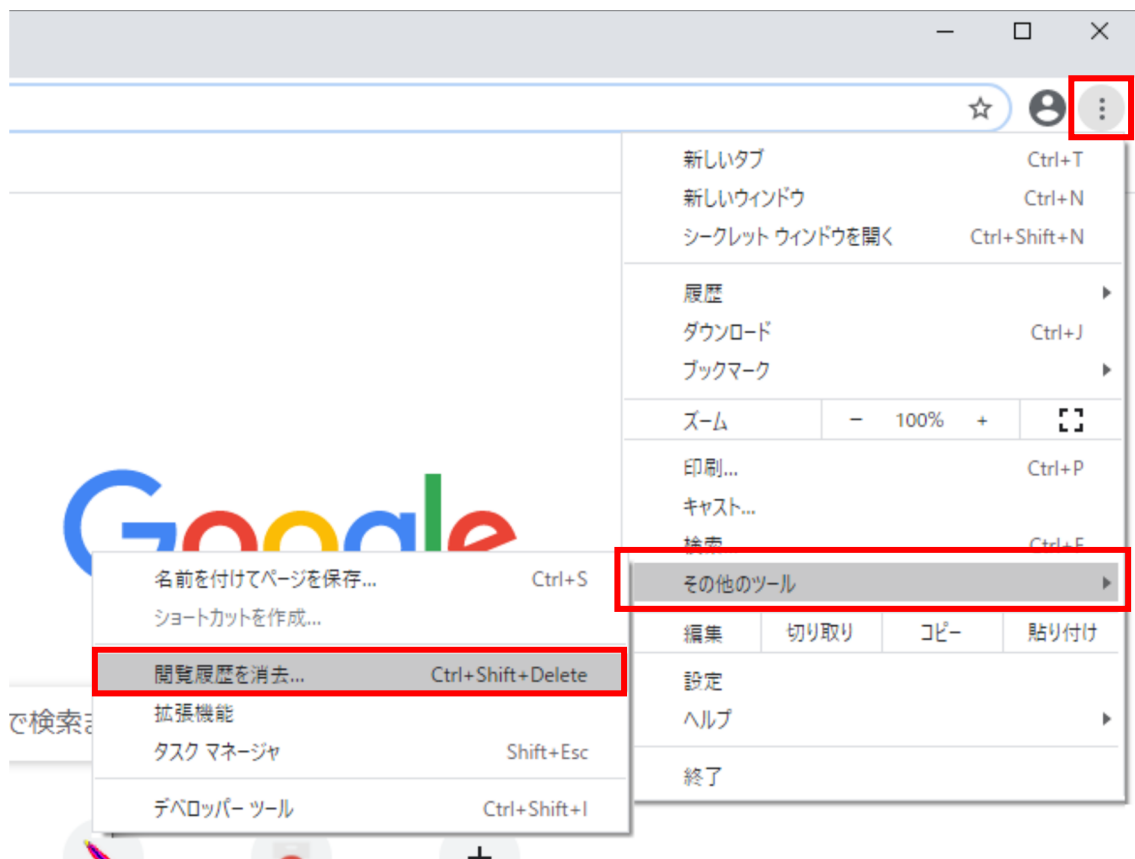 新しいタブ Ctrl+T
新しいウィンドウ Ctrl+N
シークレット ウィンドウを開く Ctrl+Shift+N
履歴
ダウンロード Ctrl+J
ブックマーク
ズーム － 100% +
印刷... Ctrl+P
キャスト...
検索... Ctrl+F
その他のツール
編集 切り取り コピー 貼り付け
設定
ヘルプ
終了
Google
名前を付けてページを保存... Ctrl+S
ショートカットを作成...
閲覧履歴を消去... Ctrl+Shift+Delete
拡張機能
タスク マネージャ Shift+Esc
デベロッパー ツール Ctrl+Shift+I
で検索